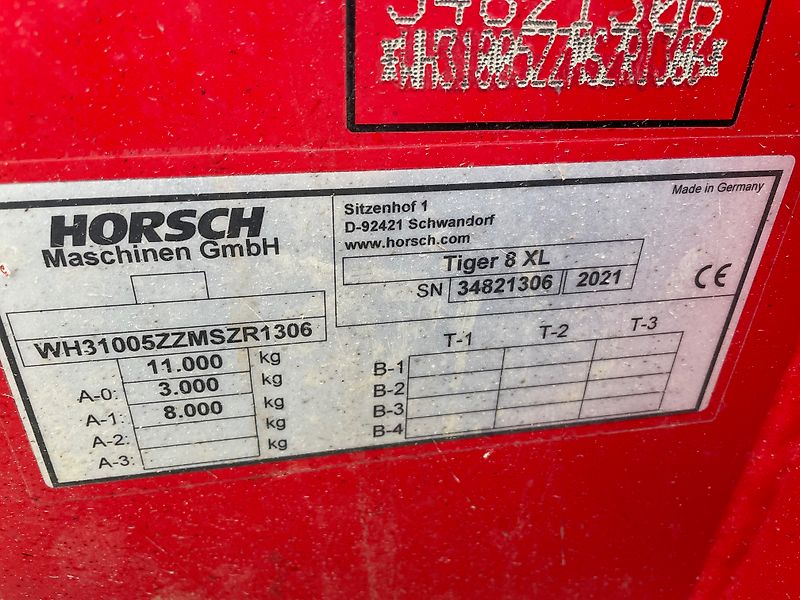 34821306
*WH31005ZZMSZR1306*
HORSCH
Maschinen GmbH
Sitzenhof 1
D-92421 Schwandorf
www.horsch.com
Made in Germany
Tiger 8 XL
SN 34821306 2021
CE
WH31005ZZMSZR1306
11.000 kg
A-0: 3.000 kg
A-1: 8.000 kg
A-2: kg
A-3: kg
T-1 T-2 T-3
B-1
B-2
B-3
B-4